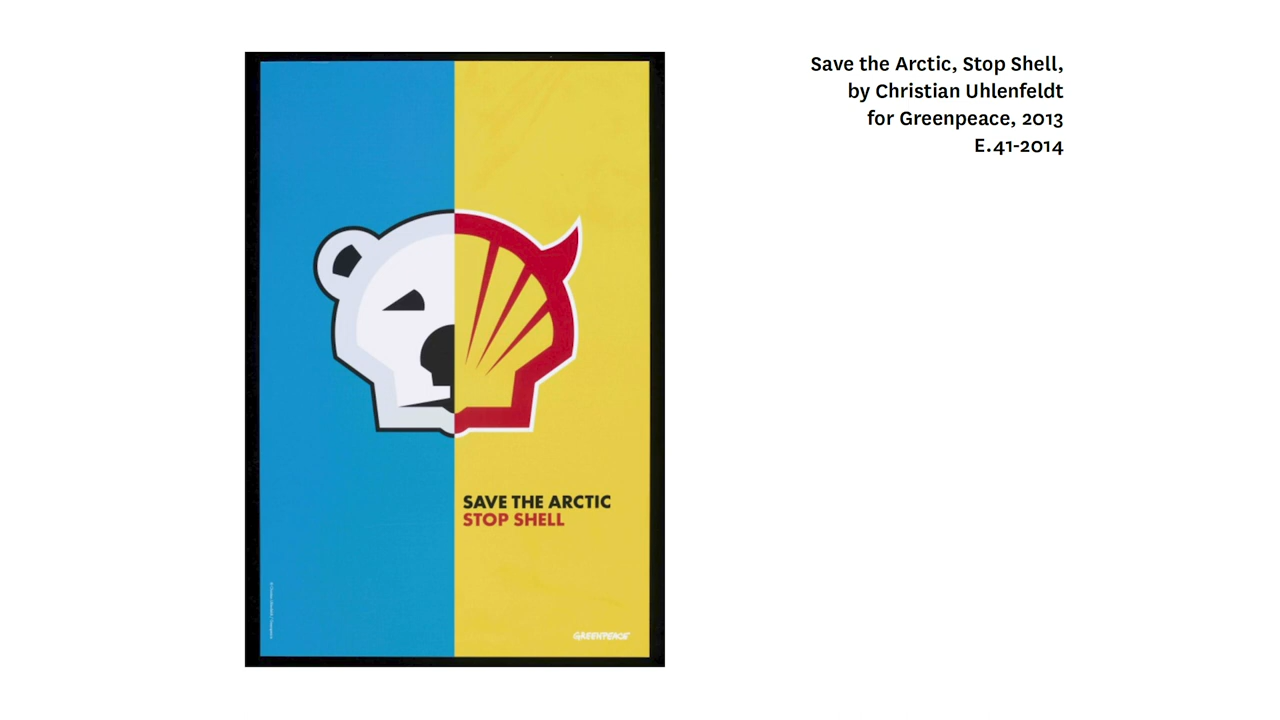 Save the Arctic, Stop Shell,
by Christian Uhlenfeldt
for Greenpeace, 2013
E.41-2014
SAVE THE ARCTIC
STOP SHELL
GREENPEACE